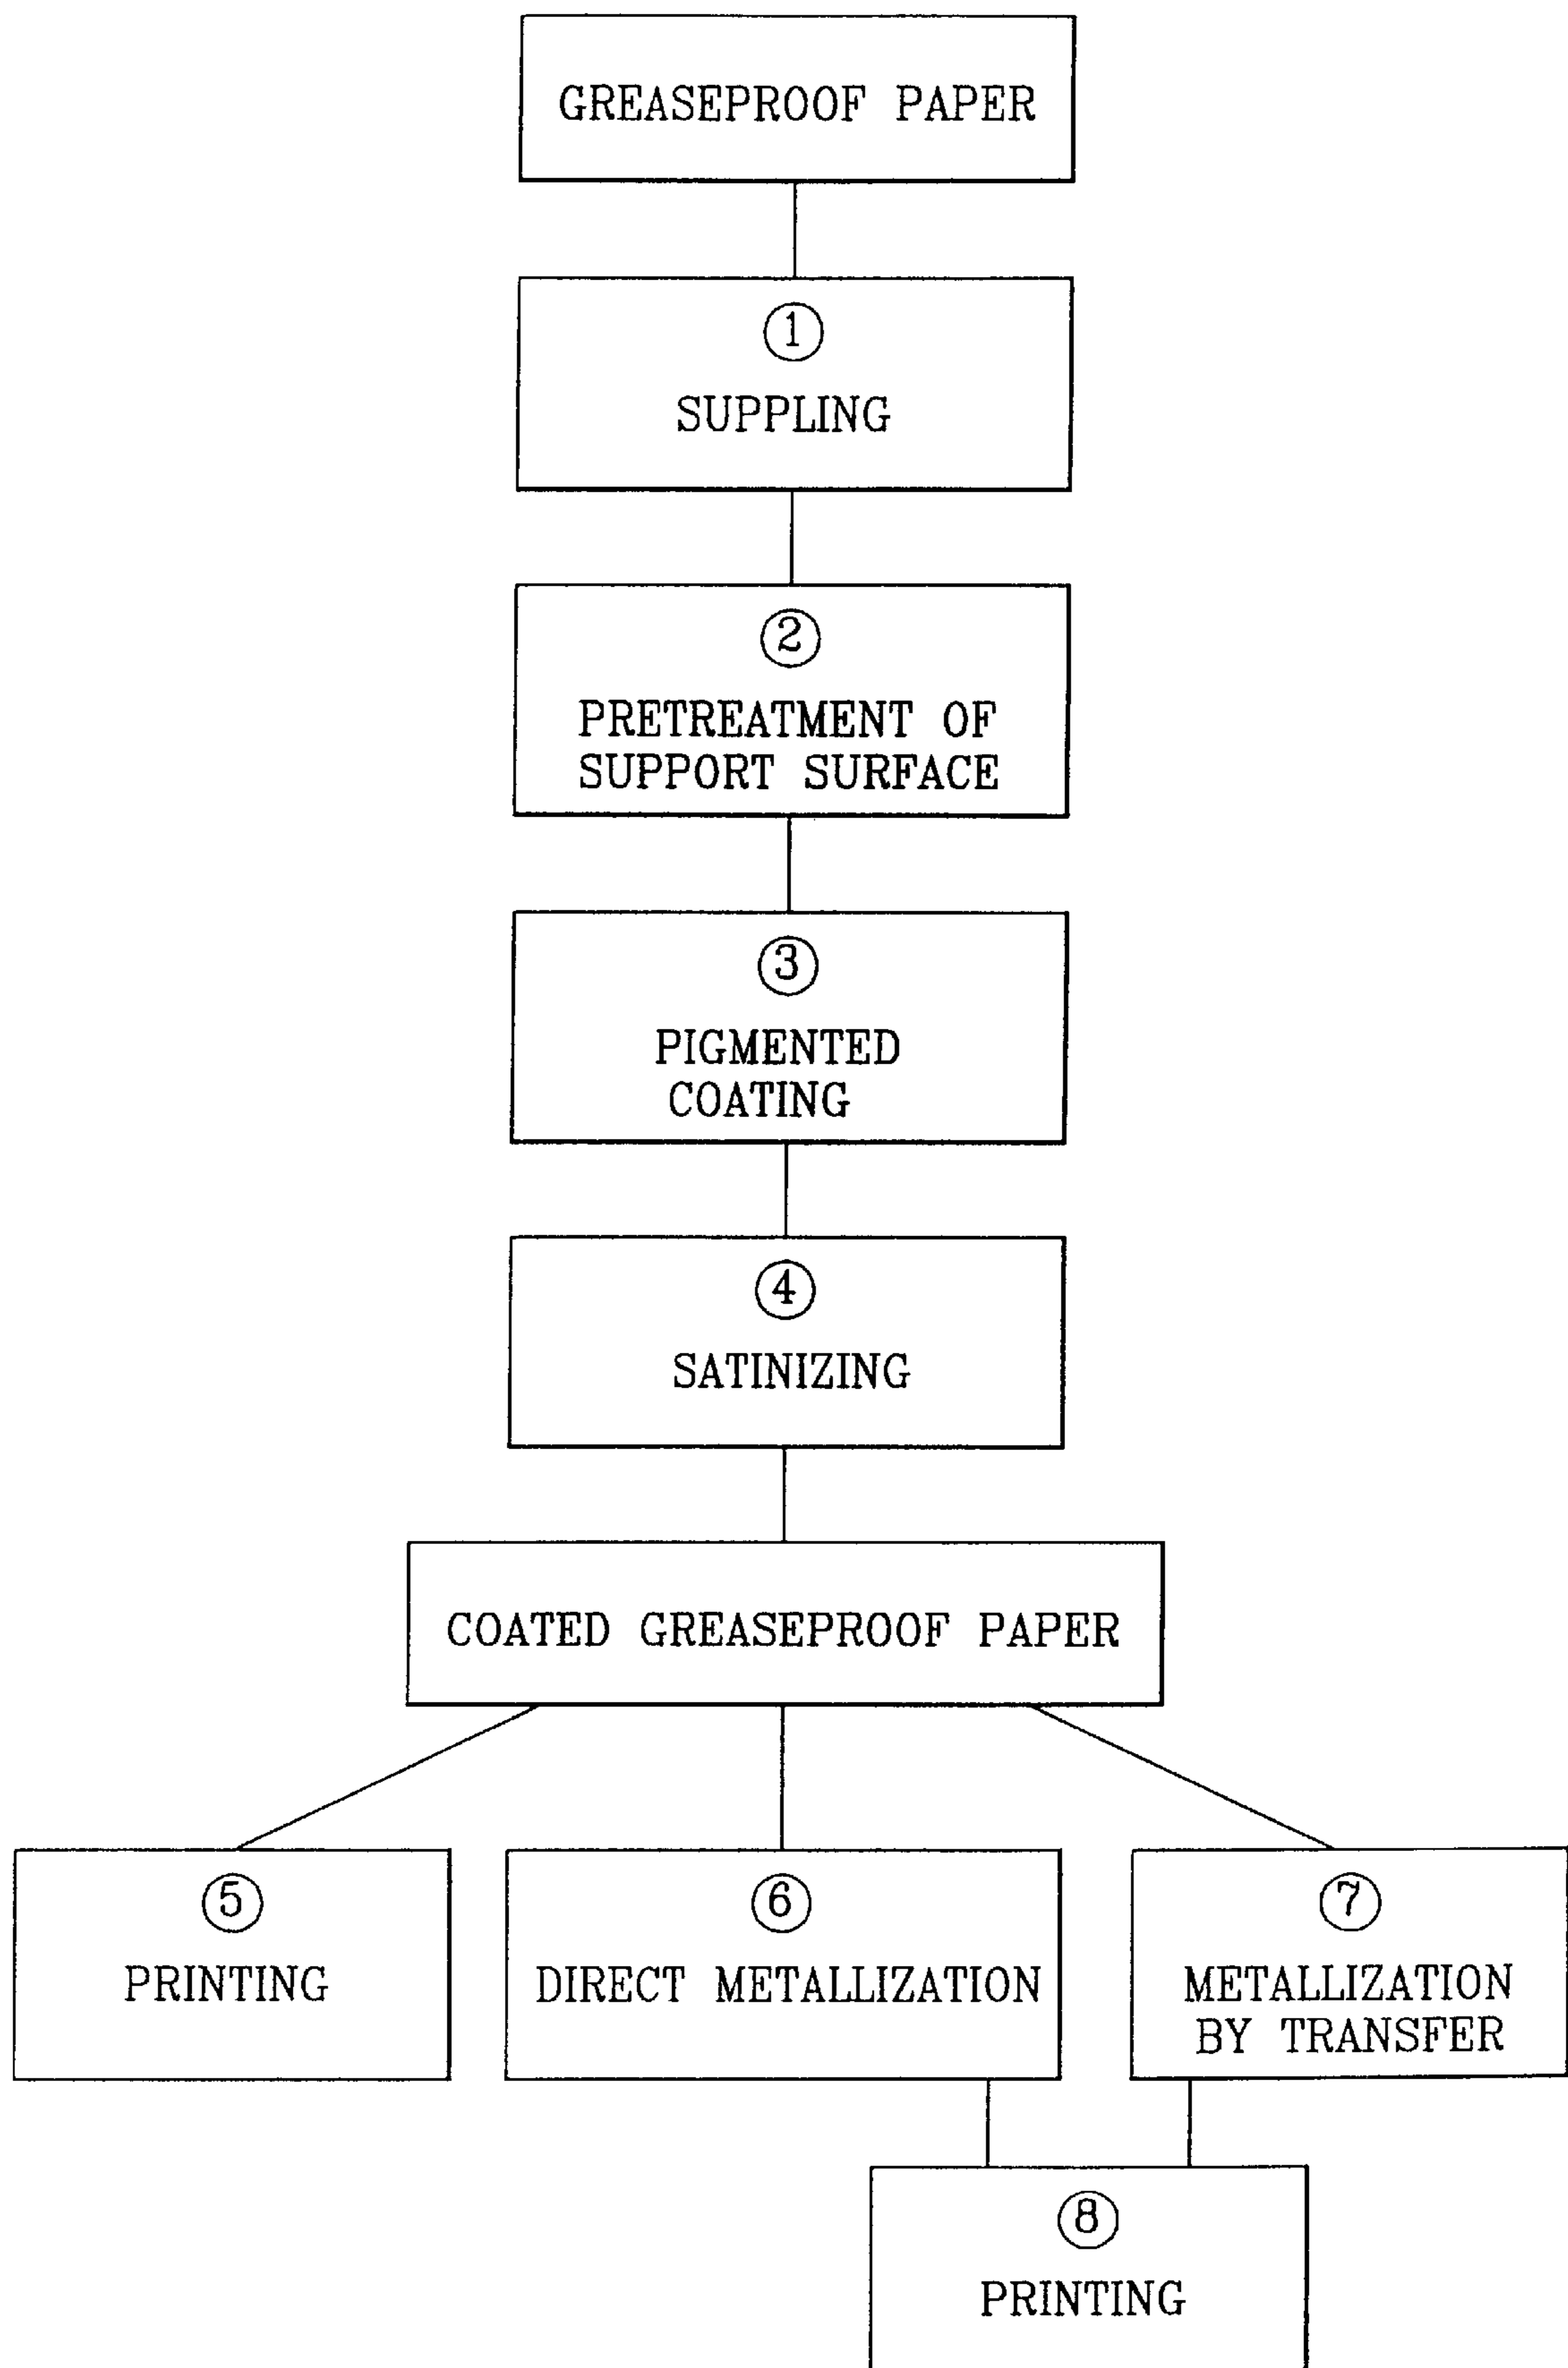 GREASEPROOF PAPER
1
SUPPLING
2
PRETREATMENT OF
SUPPORT SURFACE
3
PIGMENTED
COATING
4
SATINIZING
COATED GREASEPROOF PAPER
5
PRINTING
6
DIRECT METALLIZATION
7
METALLIZATION
BY TRANSFER
8
PRINTING